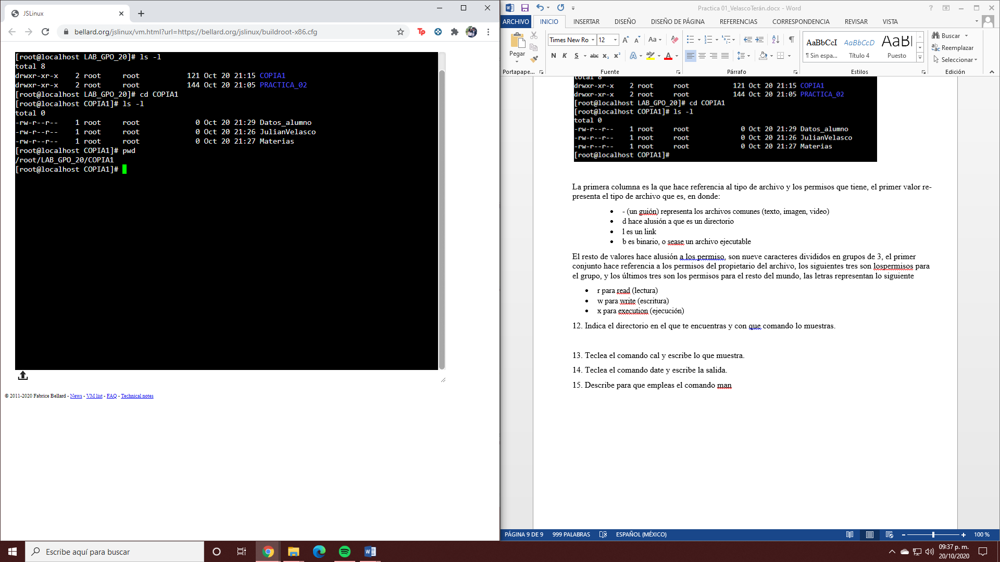 JSLinux
bellard.org/jslinux/vm.html?url=https://bellard.org/jslinux/buildroot-x86.cfg
[root@localhost LAB_GPO_20]# ls -l
total 8
drwxr-xr-x    2 root     root           121 Oct 20 21:15 COPIA1
drwxr-xr-x    2 root     root           144 Oct 20 21:05 PRACTICA_02
[root@localhost LAB_GPO_20]# cd COPIA1
[root@localhost COPIA1]# ls -l
total 0
-rw-r--r--    1 root     root             0 Oct 20 21:29 Datos_alumno
-rw-r--r--    1 root     root             0 Oct 20 21:26 JulianVelasco
-rw-r--r--    1 root     root             0 Oct 20 21:27 Materias
[root@localhost COPIA1]# pwd
/root/LAB_GPO_20/COPIA1
[root@localhost COPIA1]#
© 2011-2020 Fabrice Bellard - News - VM list - FAQ - Technical notes
Practica 01_VelascoTerán.docx - Word
ARCHIVO INICIO INSERTAR DISEÑO DISEÑO DE PÁGINA REFERENCIAS CORRESPONDENCIA REVISAR VISTA
Pegar
Portapape...
Times New Ro 12
Aa
N K S abc x₂ x²
A A
Fuente
Párrafo
AaBbCcI AaBbCcD AaBl
¶ Sin espa... Título 4 Puesto
Estilos
Buscar
Reemplazar
Seleccionar
Edición
total 8
drwxr-xr-x    2 root     root           121 Oct 20 21:15 COPIA1
drwxr-xr-x    2 root     root           144 Oct 20 21:05 PRACTICA_02
[root@localhost LAB_GPO_20]# cd COPIA1
[root@localhost COPIA1]# ls -l
total 0
-rw-r--r--    1 root     root             0 Oct 20 21:29 Datos_alumno
-rw-r--r--    1 root     root             0 Oct 20 21:26 JulianVelasco
-rw-r--r--    1 root     root             0 Oct 20 21:27 Materias
[root@localhost COPIA1]#
La primera columna es la que hace referencia al tipo de archivo y los permisos que tiene, el primer valor re-
presenta el tipo de archivo que es, en donde:
• - (un guión) representa los archivos comunes (texto, imagen, video)
• d hace alusión a que es un directorio
• l es un link
• b es binario, o sease un archivo ejecutable
El resto de valores hace alusión a los permiso, son nueve caracteres divididos en grupos de 3, el primer
conjunto hace referencia a los permisos del propietario del archivo, los siguientes tres son lospermisos para
el grupo, y los últimos tres son los permisos para el resto del mundo, las letras representan lo siguiente
• r para read (lectura)
• w para write (escritura)
• x para execution (ejecución)
12. Indica el directorio en el que te encuentras y con que comando lo muestras.
13. Teclea el comando cal y escribe lo que muestra.
14. Teclea el comando date y escribe la salida.
15. Describe para que empleas el comando man
PÁGINA 9 DE 9 999 PALABRAS ESPAÑOL (MÉXICO) 100 %
Escribe aquí para buscar
09:37 p. m.
20/10/2020